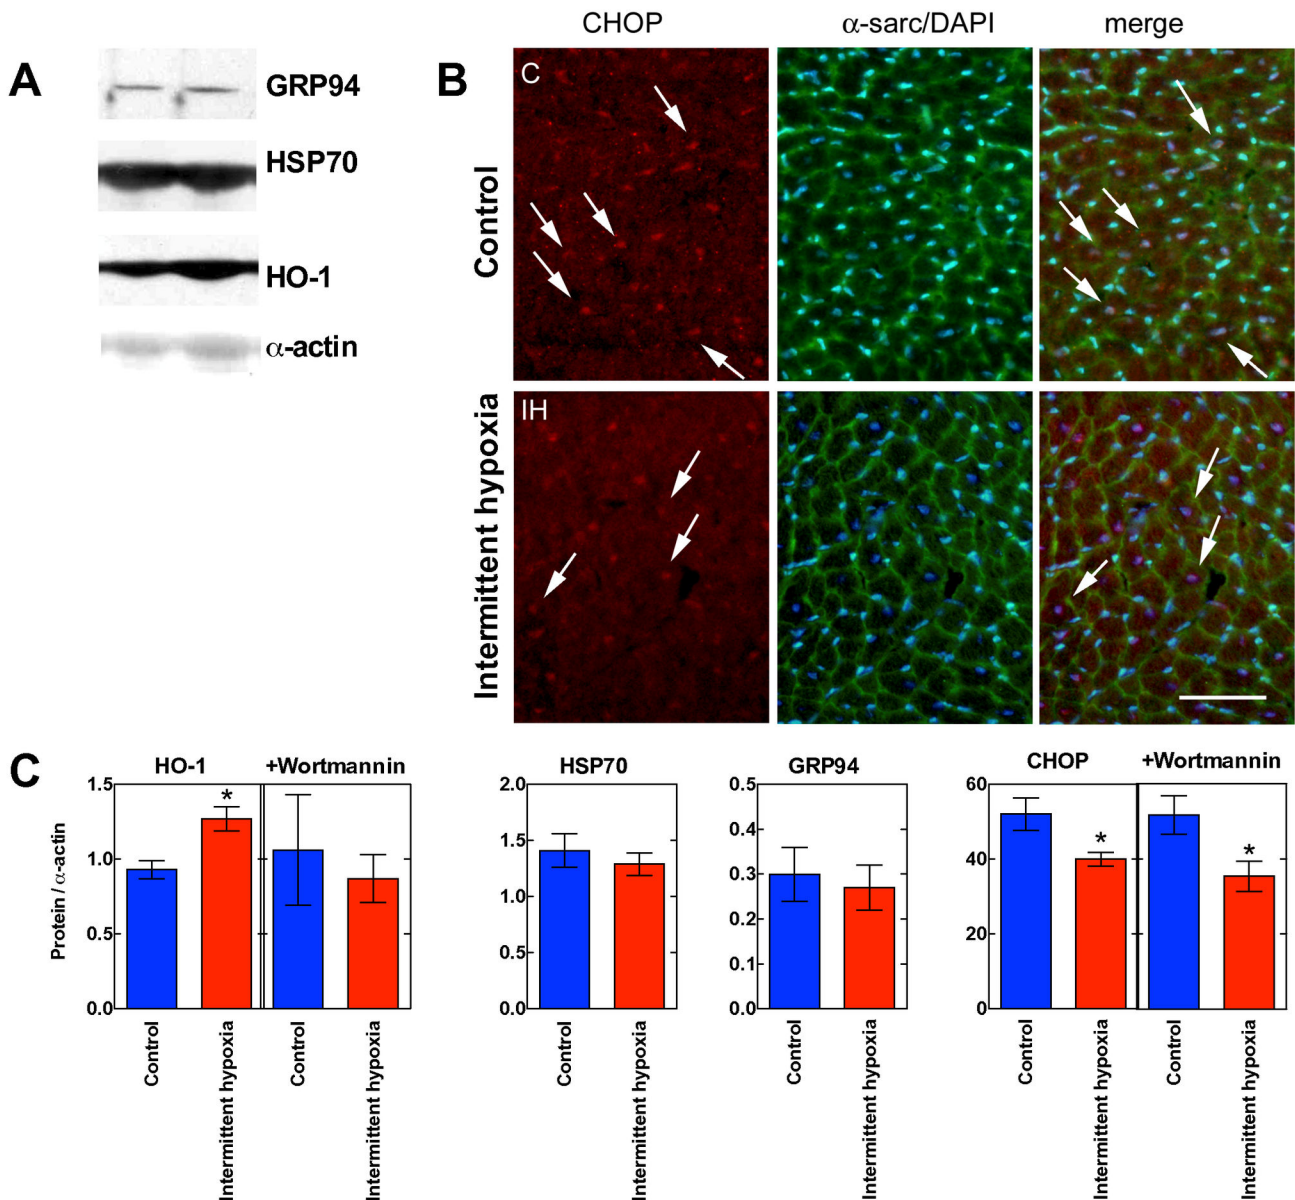 A
GRP94
HSP70
HO-1
α-actin
B
CHOP
α-sarc/DAPI
merge
Control
C
Intermittent hypoxia
IH
C
HO-1
+Wortmannin
HSP70
GRP94
CHOP
+Wortmannin
Protein / α-actin
1.5
1.0
0.5
0.0
2.0
1.5
1.0
0.5
0.0
0.5
0.4
0.3
0.2
0.1
0.0
60
40
20
0
*
*
*
Control
Intermittent hypoxia
Control
Intermittent hypoxia
Control
Intermittent hypoxia
Control
Intermittent hypoxia
Control
Intermittent hypoxia
Control
Intermittent hypoxia